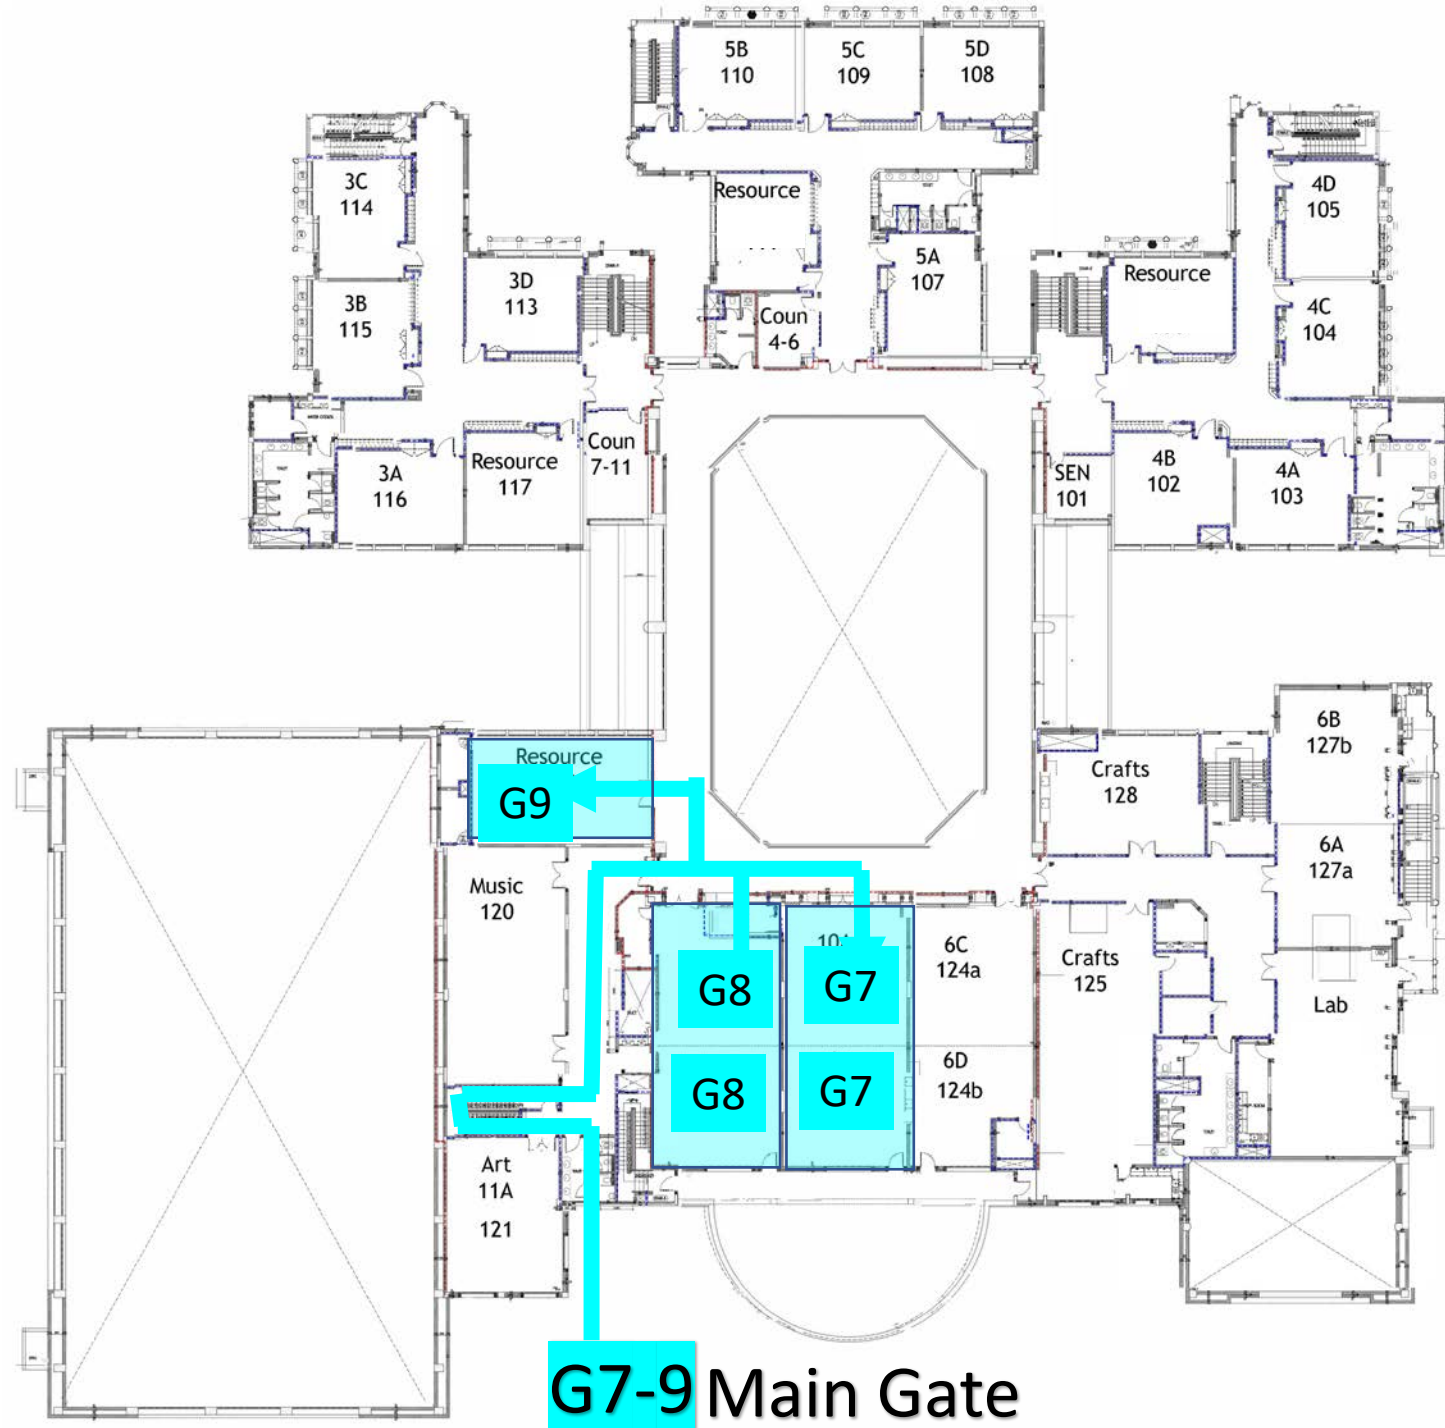 5B
110
5C
109
5D
108
3C
114
Resource
4D
105
3D
113
5A
107
Resource
3B
115
Coun
4-6
4C
104
Coun
7-11
3A
116
Resource
117
SEN
101
4B
102
4A
103
6B
127b
Resource
G9
Crafts
128
6A
127a
Music
120
6C
124a
Crafts
125
G8
G7
Lab
G8
G7
6D
124b
Art
11A
121
G7-9 Main Gate